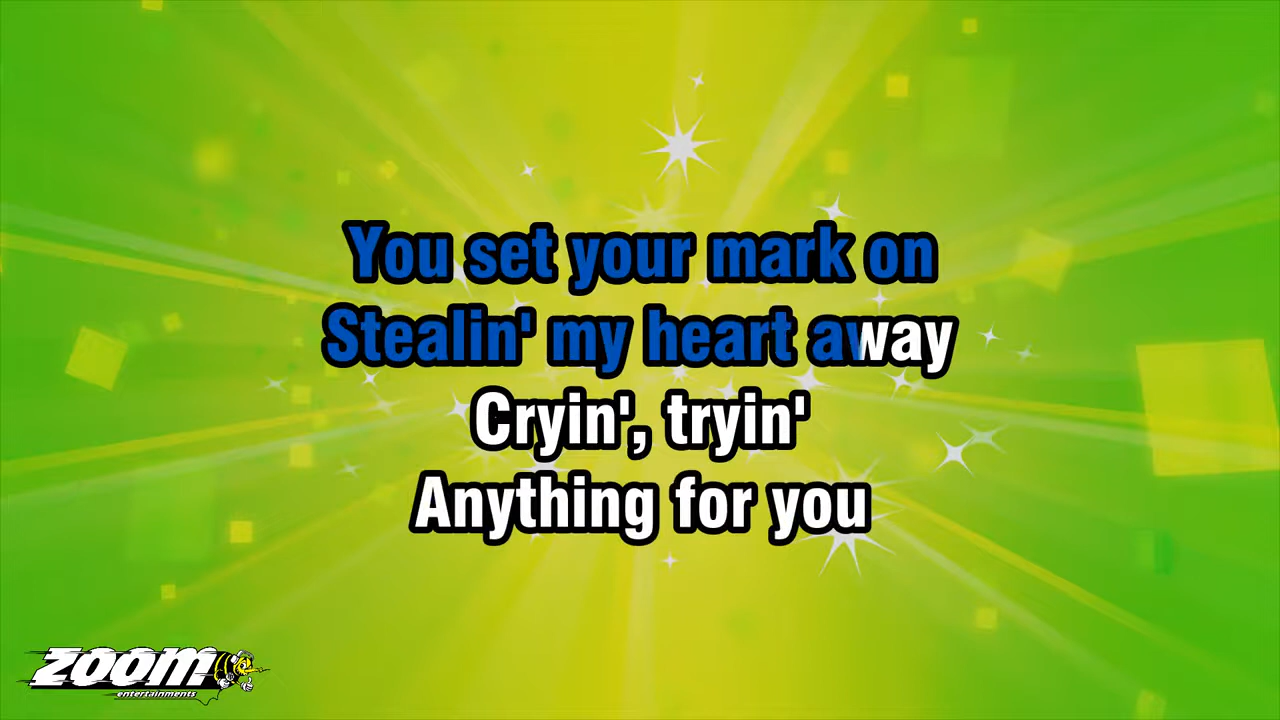 You set your mark on
Stealin' my heart away
Cryin', tryin'
Anything for you
ZOOM
entertainments